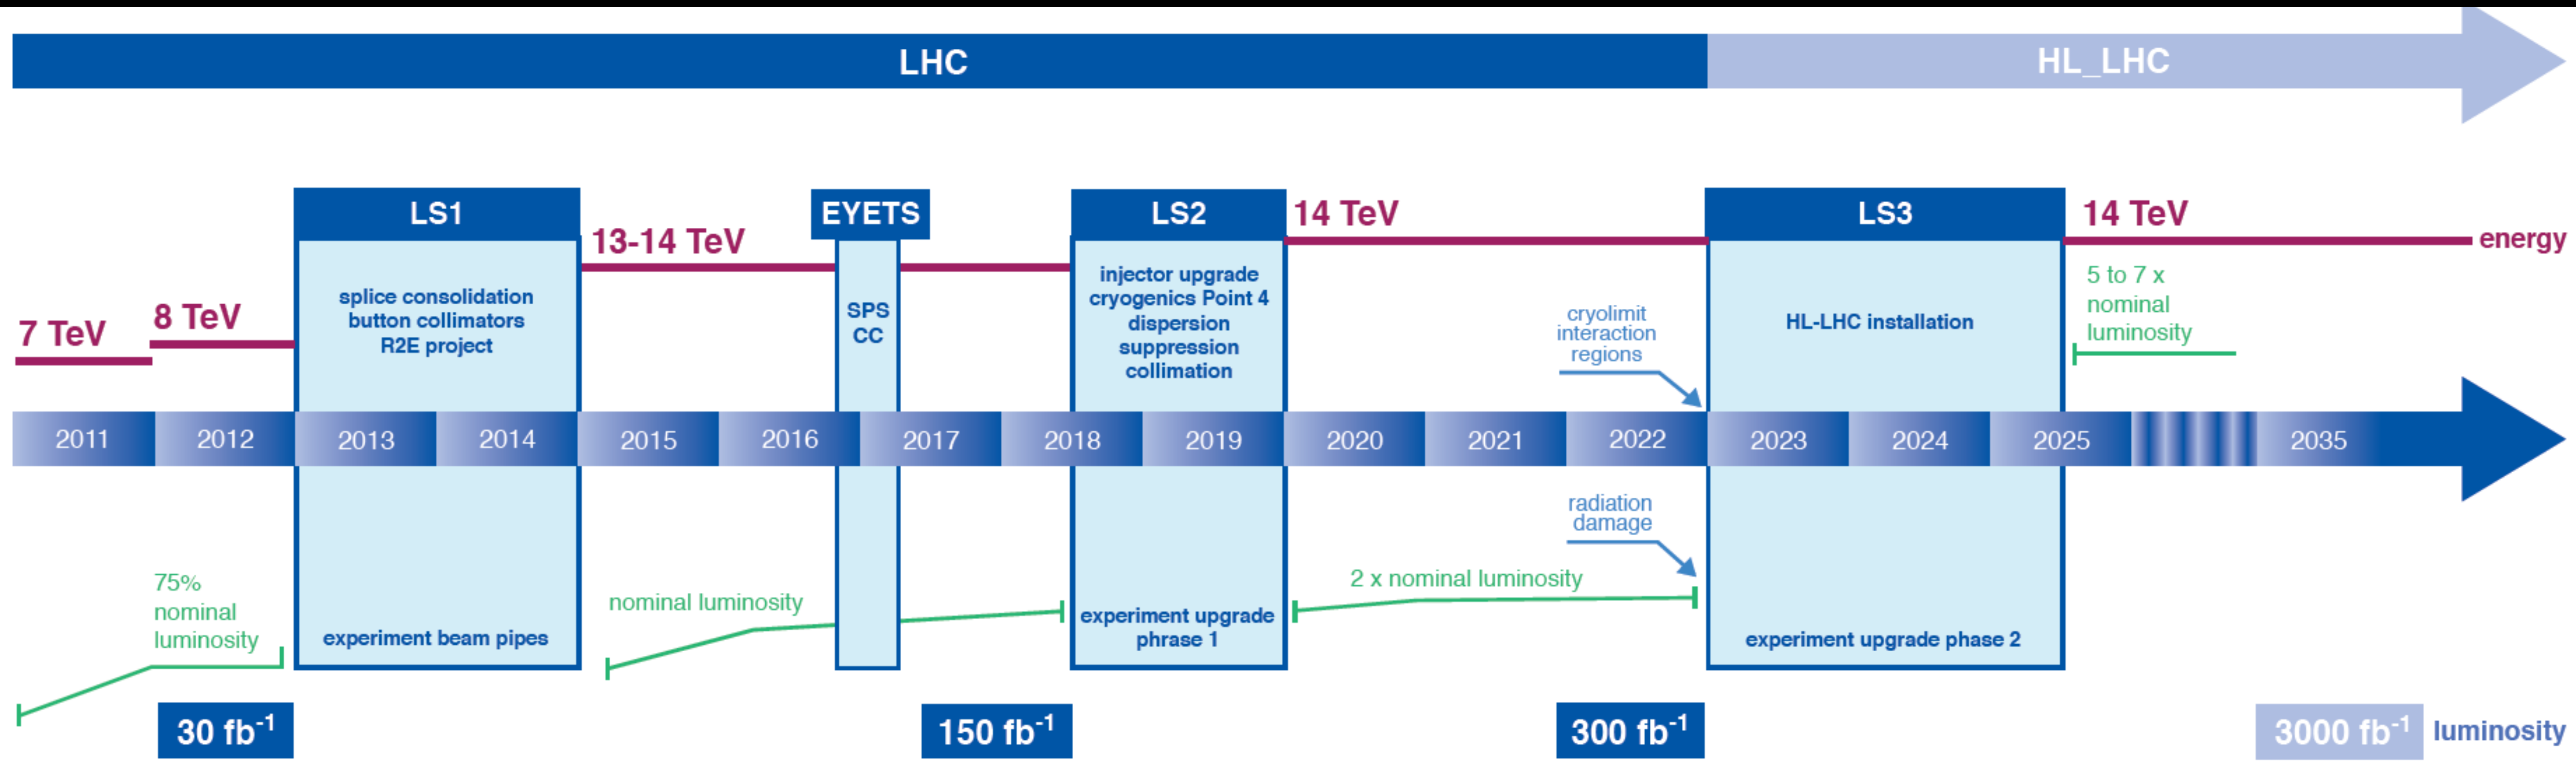 LHC
HL_LHC
LS1
EYETS
LS2
14 TeV
LS3
14 TeV
13-14 TeV
energy
7 TeV
8 TeV
splice consolidation
button collimators
R2E project
SPS
CC
injector upgrade
cryogenics Point 4
dispersion
suppression
collimation
cryolimit
interaction
regions
HL-LHC installation
5 to 7 x
nominal
luminosity
2011
2012
2013
2014
2015
2016
2017
2018
2019
2020
2021
2022
2023
2024
2025
2035
radiation
damage
75%
nominal
luminosity
experiment beam pipes
nominal luminosity
experiment upgrade
phrase 1
2 x nominal luminosity
experiment upgrade phase 2
30 fb⁻¹
150 fb⁻¹
300 fb⁻¹
3000 fb⁻¹
luminosity